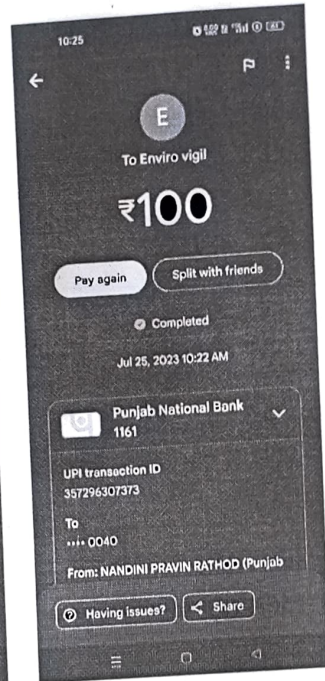 10:25
E
To Enviro vigil
₹100
Pay again
Split with friends
Completed
Jul 25, 2023 10:22 AM
Punjab National Bank
1161
UPI transaction ID
357296307373
To
•••• 0040
From: NANDINI PRAVIN RATHOD (Punjab
Having issues?
Share